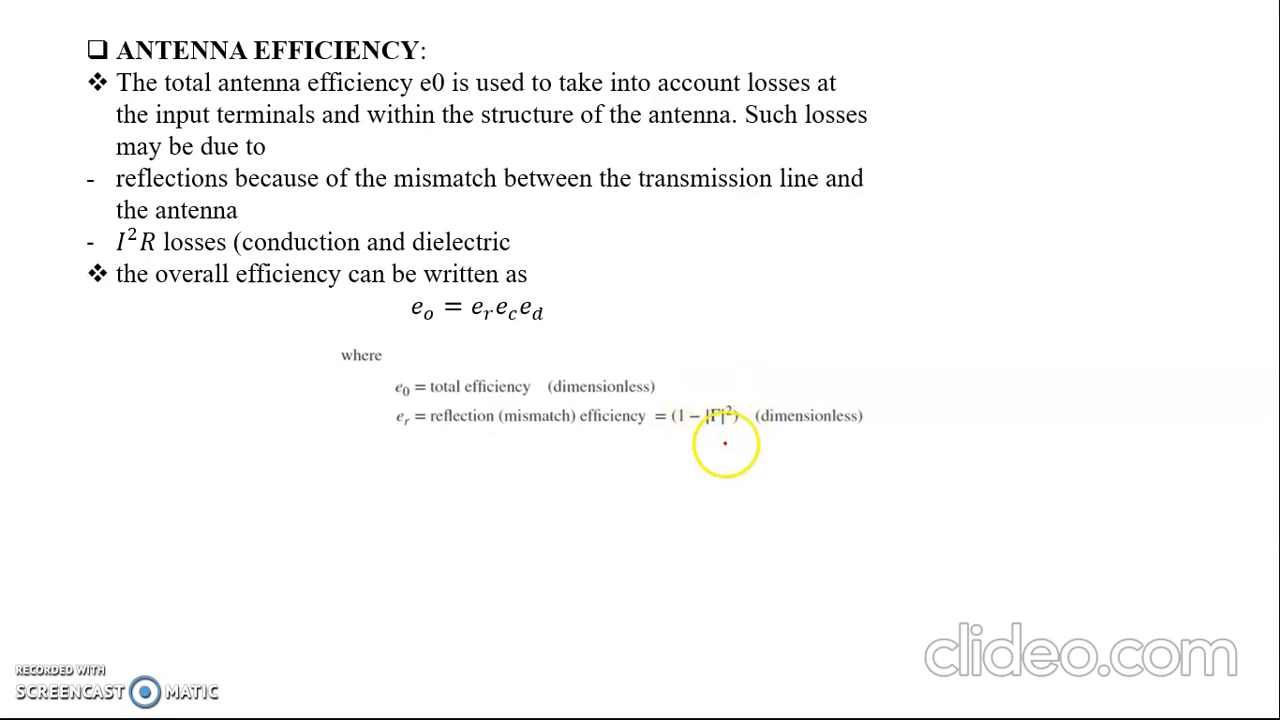 ❑ ANTENNA EFFICIENCY:
❖ The total antenna efficiency e0 is used to take into account losses at
the input terminals and within the structure of the antenna. Such losses
may be due to
- reflections because of the mismatch between the transmission line and
the antenna
- I²R losses (conduction and dielectric
❖ the overall efficiency can be written as
eₒ = eᵣe_c e_d
where
e₀ = total efficiency (dimensionless)
eᵣ = reflection (mismatch) efficiency = (1 − |Γ|²) (dimensionless)
clideo.com
RECORDED WITH
SCREENCAST MATIC